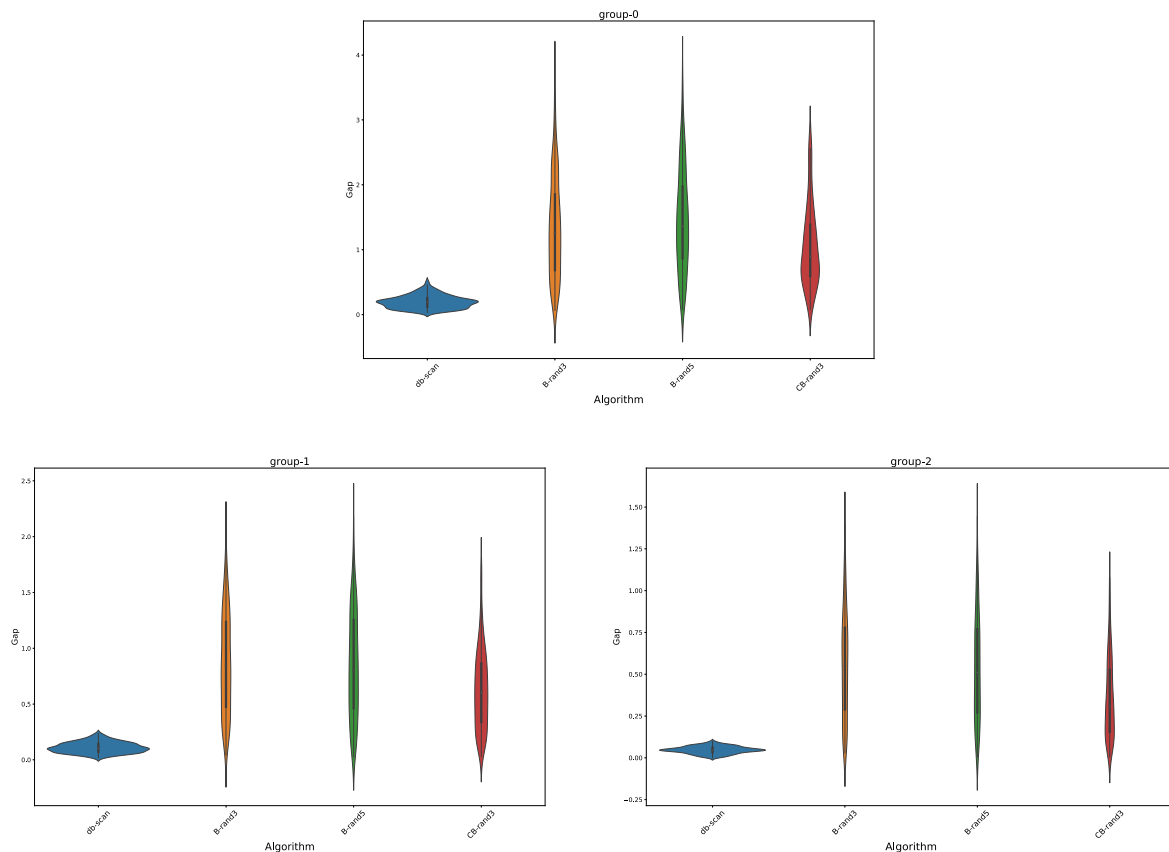 group-0
4
3
Gap
2
1
0
db-scan
B-rand3
B-rand5
CB-rand3
Algorithm
group-1
2.5
2.0
1.5
Gap
1.0
0.5
0.0
db-scan
B-rand3
B-rand5
CB-rand3
Algorithm
group-2
1.50
1.25
1.00
Gap
0.75
0.50
0.25
0.00
−0.25
db-scan
B-rand3
B-rand5
CB-rand3
Algorithm